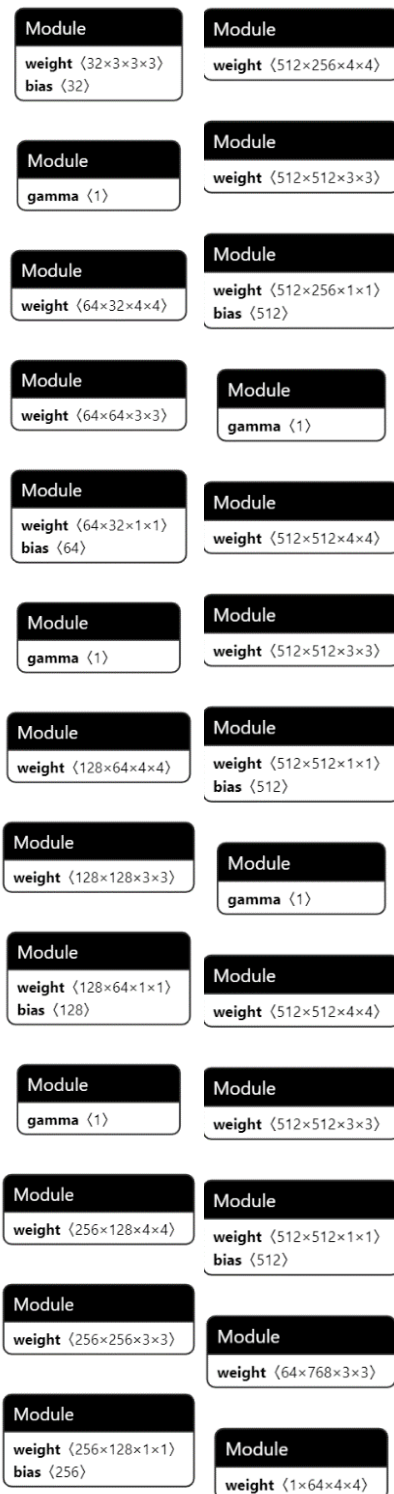 Module
weight 〈32×3×3×3〉
bias 〈32〉
Module
gamma 〈1〉
Module
weight 〈64×32×4×4〉
Module
weight 〈64×64×3×3〉
Module
weight 〈64×32×1×1〉
bias 〈64〉
Module
gamma 〈1〉
Module
weight 〈128×64×4×4〉
Module
weight 〈128×128×3×3〉
Module
weight 〈128×64×1×1〉
bias 〈128〉
Module
gamma 〈1〉
Module
weight 〈256×128×4×4〉
Module
weight 〈256×256×3×3〉
Module
weight 〈256×128×1×1〉
bias 〈256〉
Module
weight 〈512×256×4×4〉
Module
weight 〈512×512×3×3〉
Module
weight 〈512×256×1×1〉
bias 〈512〉
Module
gamma 〈1〉
Module
weight 〈512×512×4×4〉
Module
weight 〈512×512×3×3〉
Module
weight 〈512×512×1×1〉
bias 〈512〉
Module
gamma 〈1〉
Module
weight 〈512×512×4×4〉
Module
weight 〈512×512×3×3〉
Module
weight 〈512×512×1×1〉
bias 〈512〉
Module
weight 〈64×768×3×3〉
Module
weight 〈1×64×4×4〉